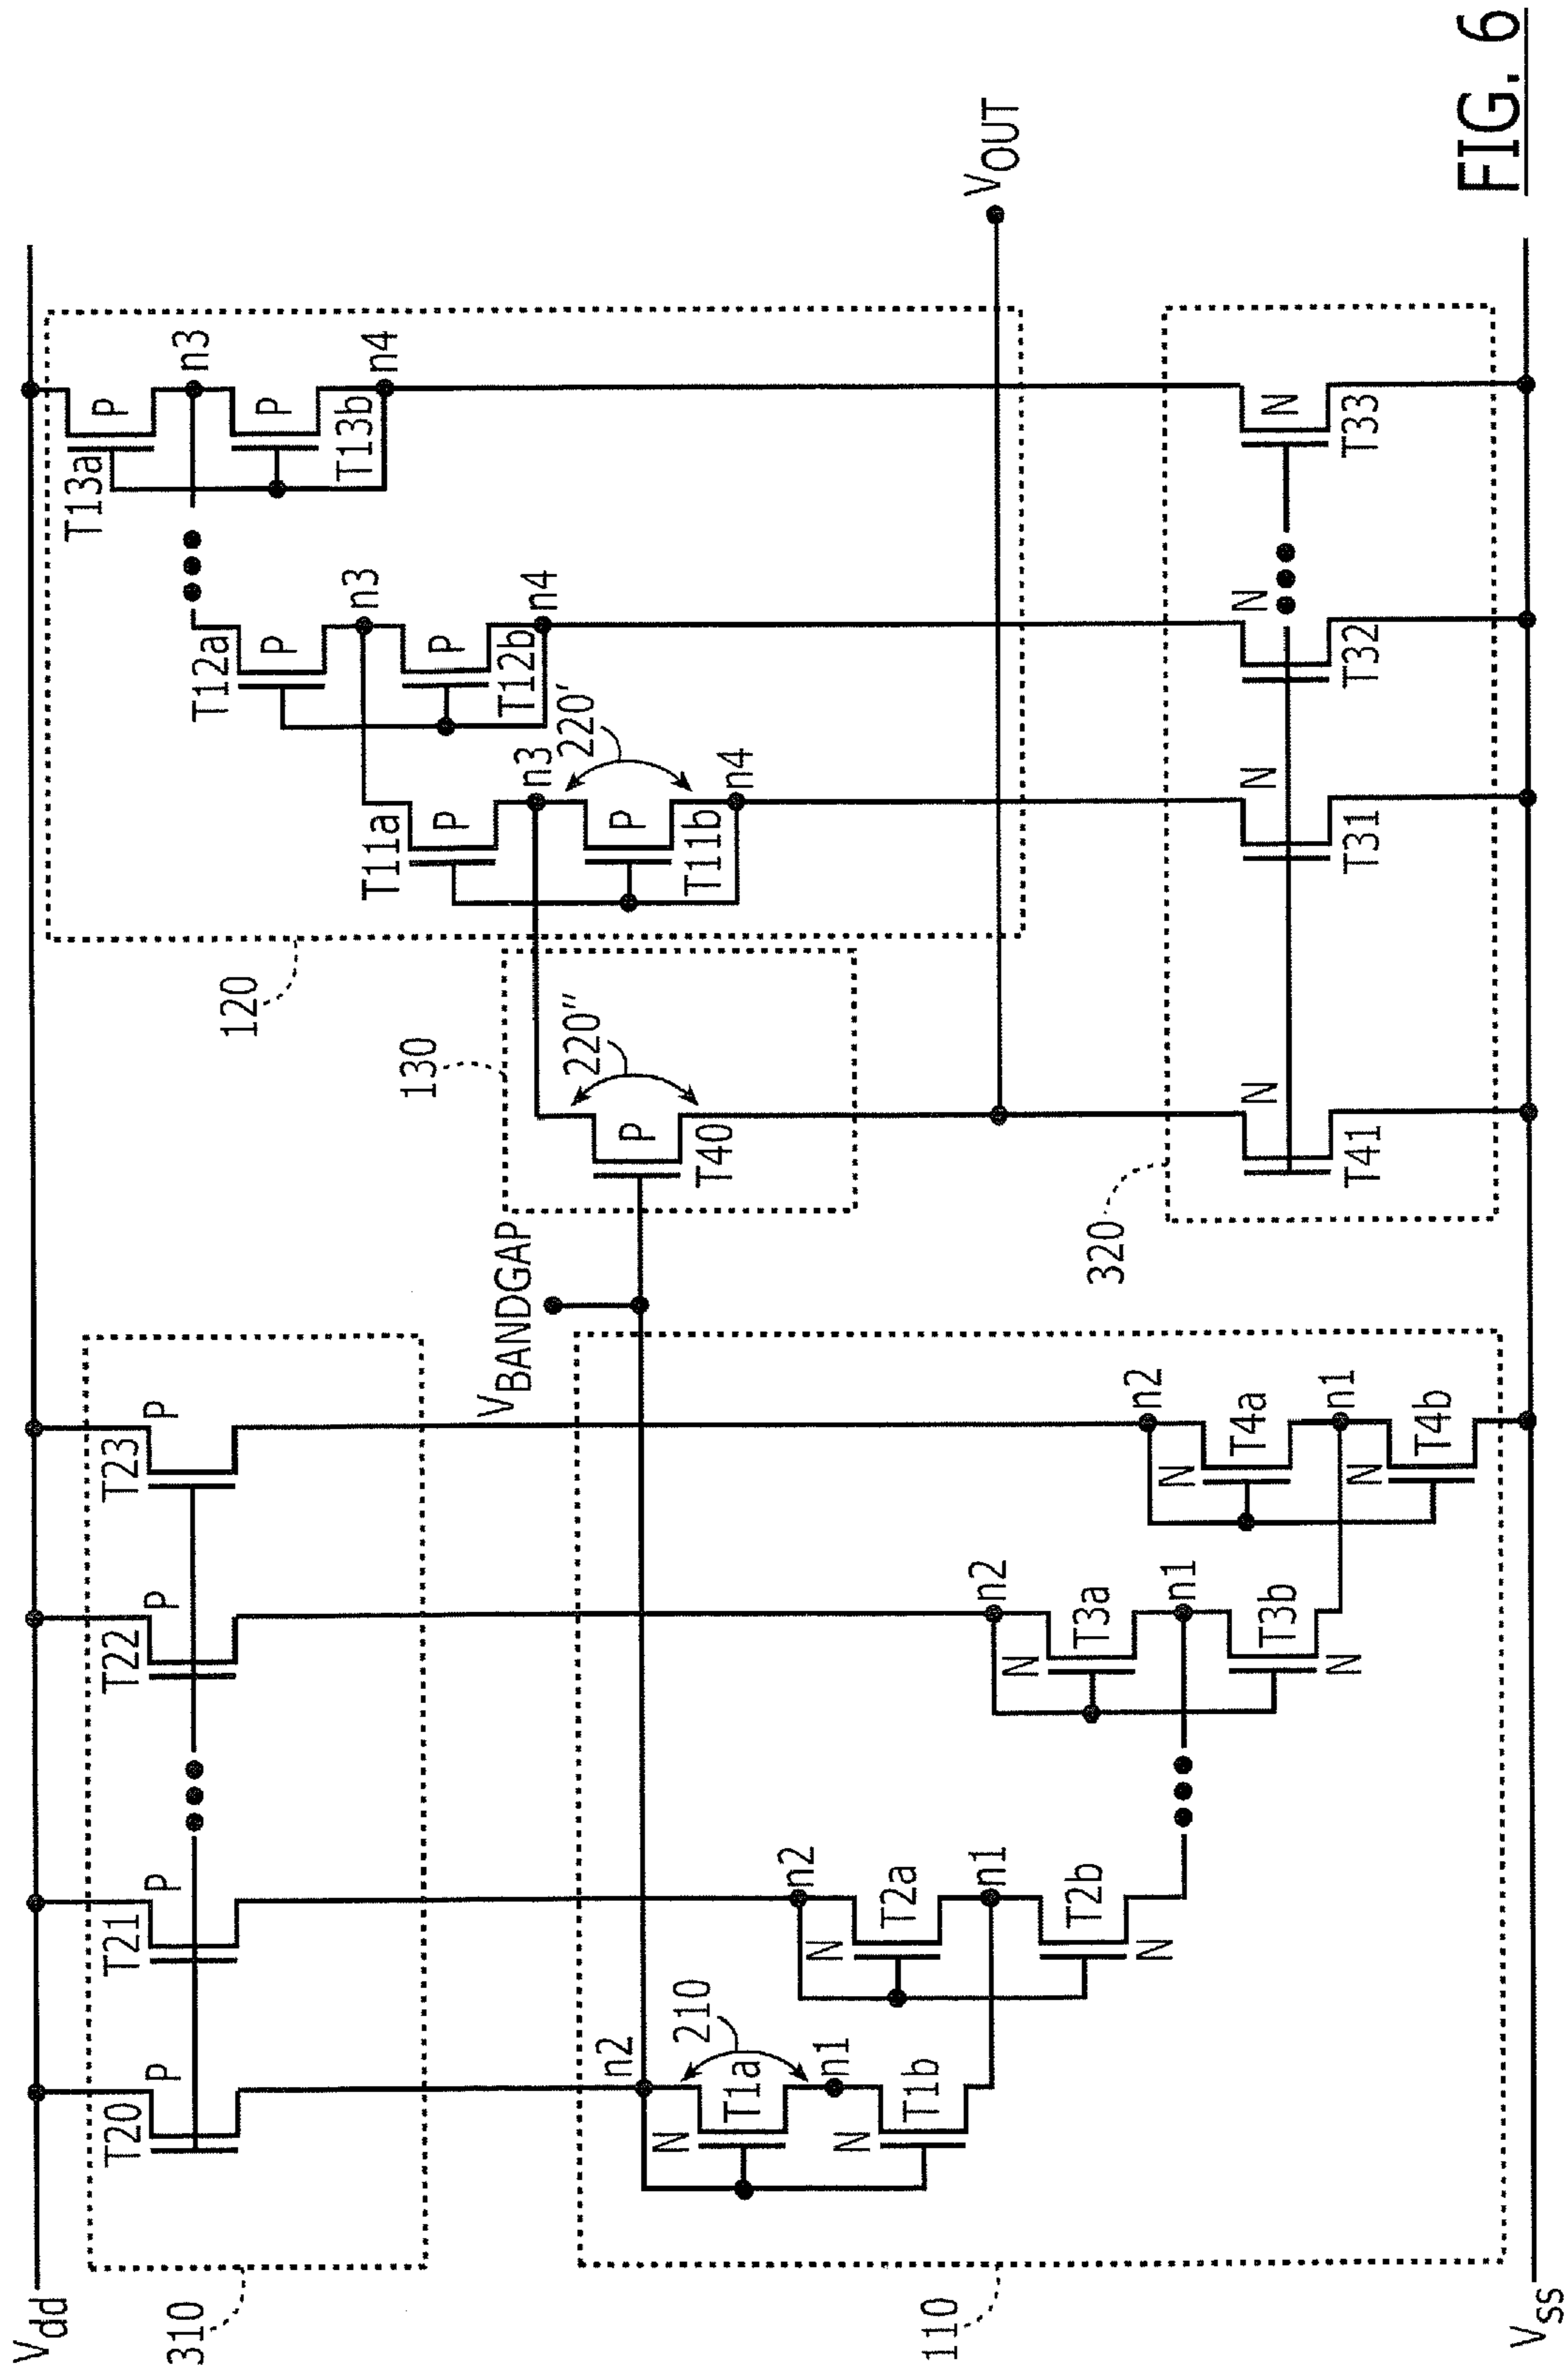 Vdd
310
T20
P
T21
P
T22
P
T23
P
VBANDGAP
110
n2
210
N
T1a
n1
N
T1b
n2
N
T2a
n1
T2b
N
n2
N
T3a
n1
T3b
N
n2
N
T4a
n1
N
T4b
Vss
130
220"
P
T40
120
T11a
P
n3
220'
P
T11b
n4
T12a
P
n3
P
T12b
n4
T13a
P
n3
P
T13b
n4
VOUT
320
N
T41
N
T31
N
T32
N
T33
FIG. 6